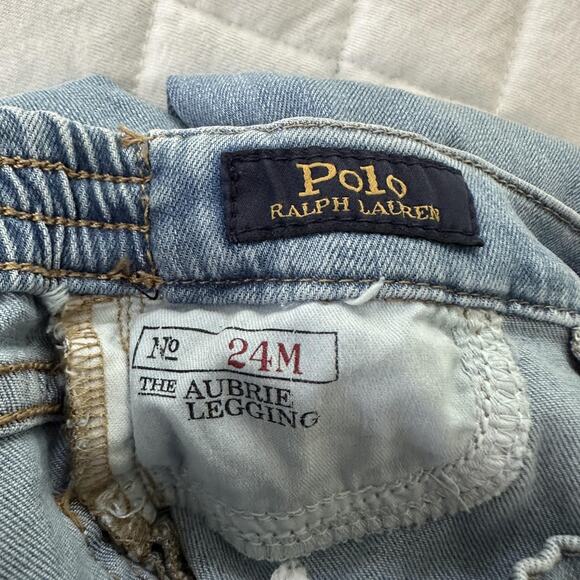 Polo
RALPH LAUREN
No 24M
THE AUBRIE
LEGGING